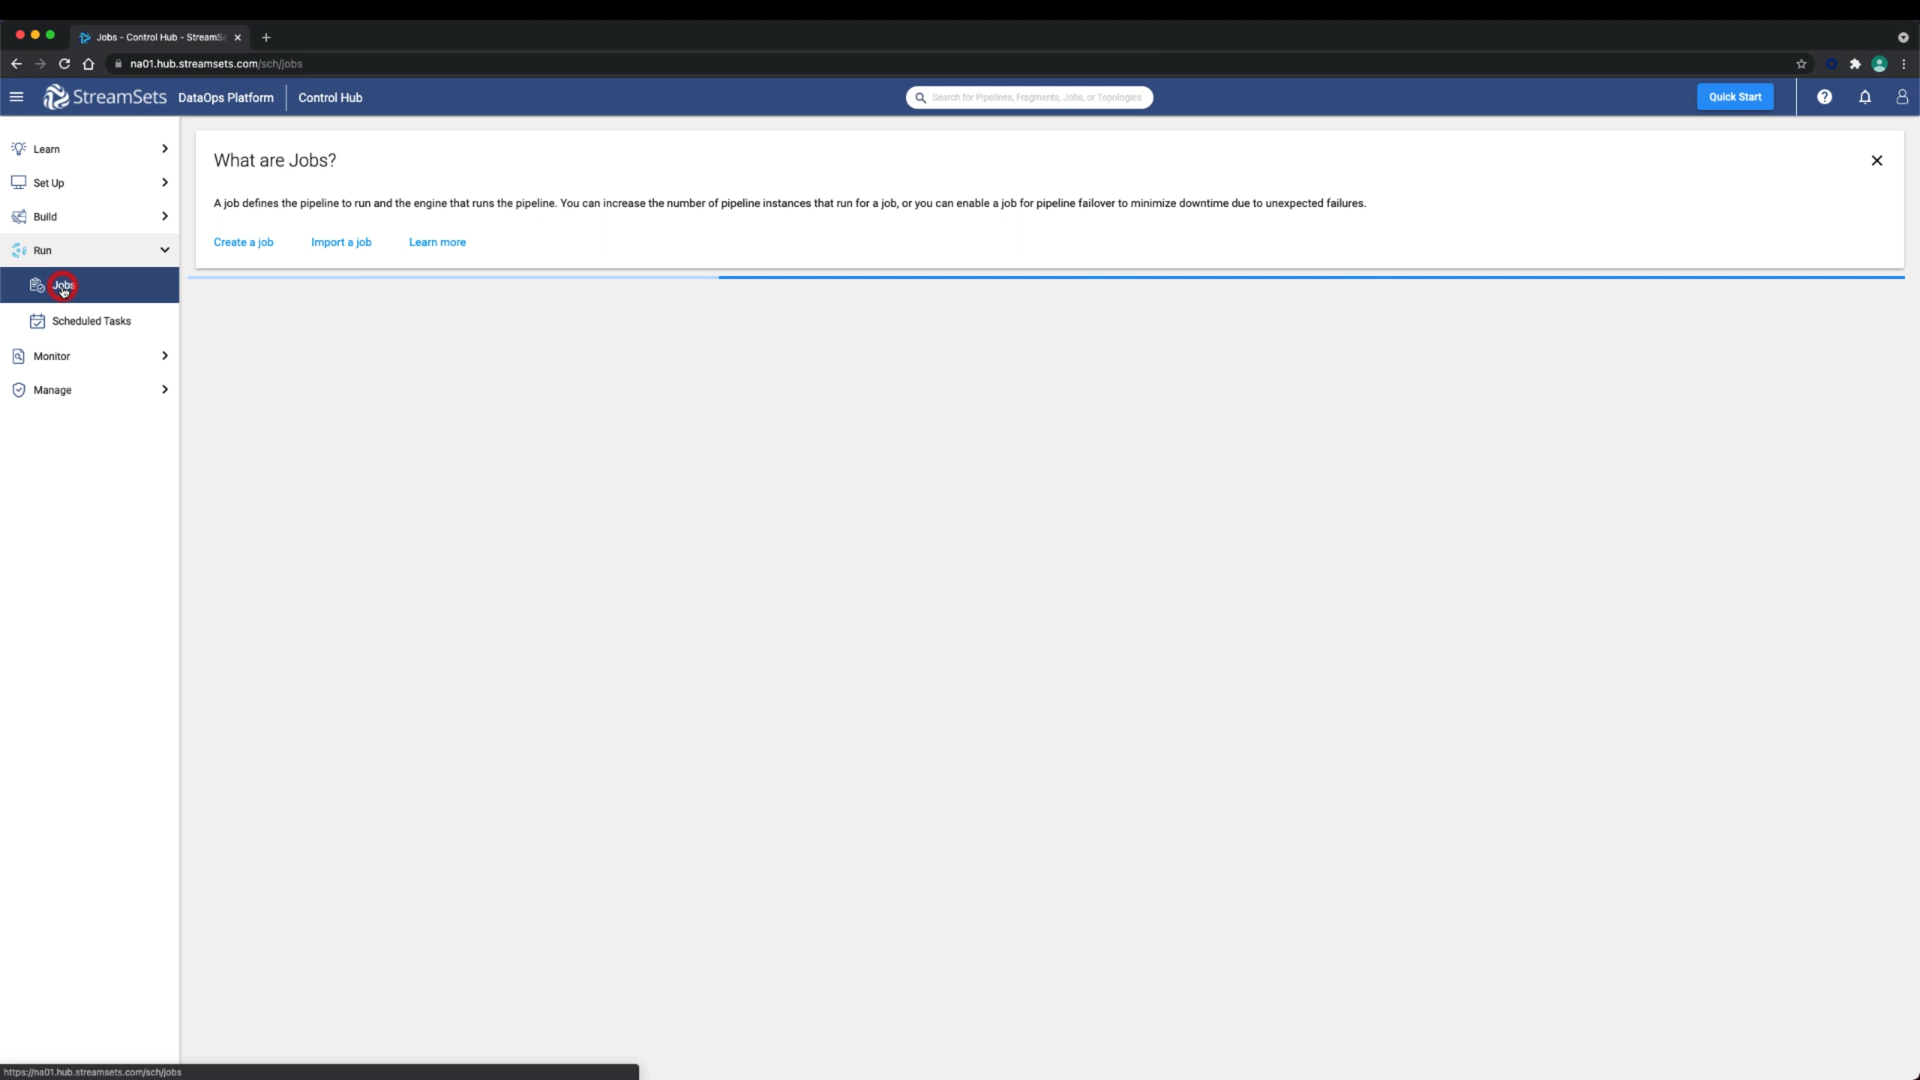 Jobs - Control Hub - StreamS
na01.hub.streamsets.com/sch/jobs
StreamSets DataOps Platform Control Hub
Search for Pipelines, Fragments, Jobs, or Topologies
Quick Start
Learn
Set Up
Build
Run
Jobs
Scheduled Tasks
Monitor
Manage
What are Jobs?
A job defines the pipeline to run and the engine that runs the pipeline. You can increase the number of pipeline instances that run for a job, or you can enable a job for pipeline failover to minimize downtime due to unexpected failures.
Create a job Import a job Learn more
https://na01.hub.streamsets.com/sch/jobs